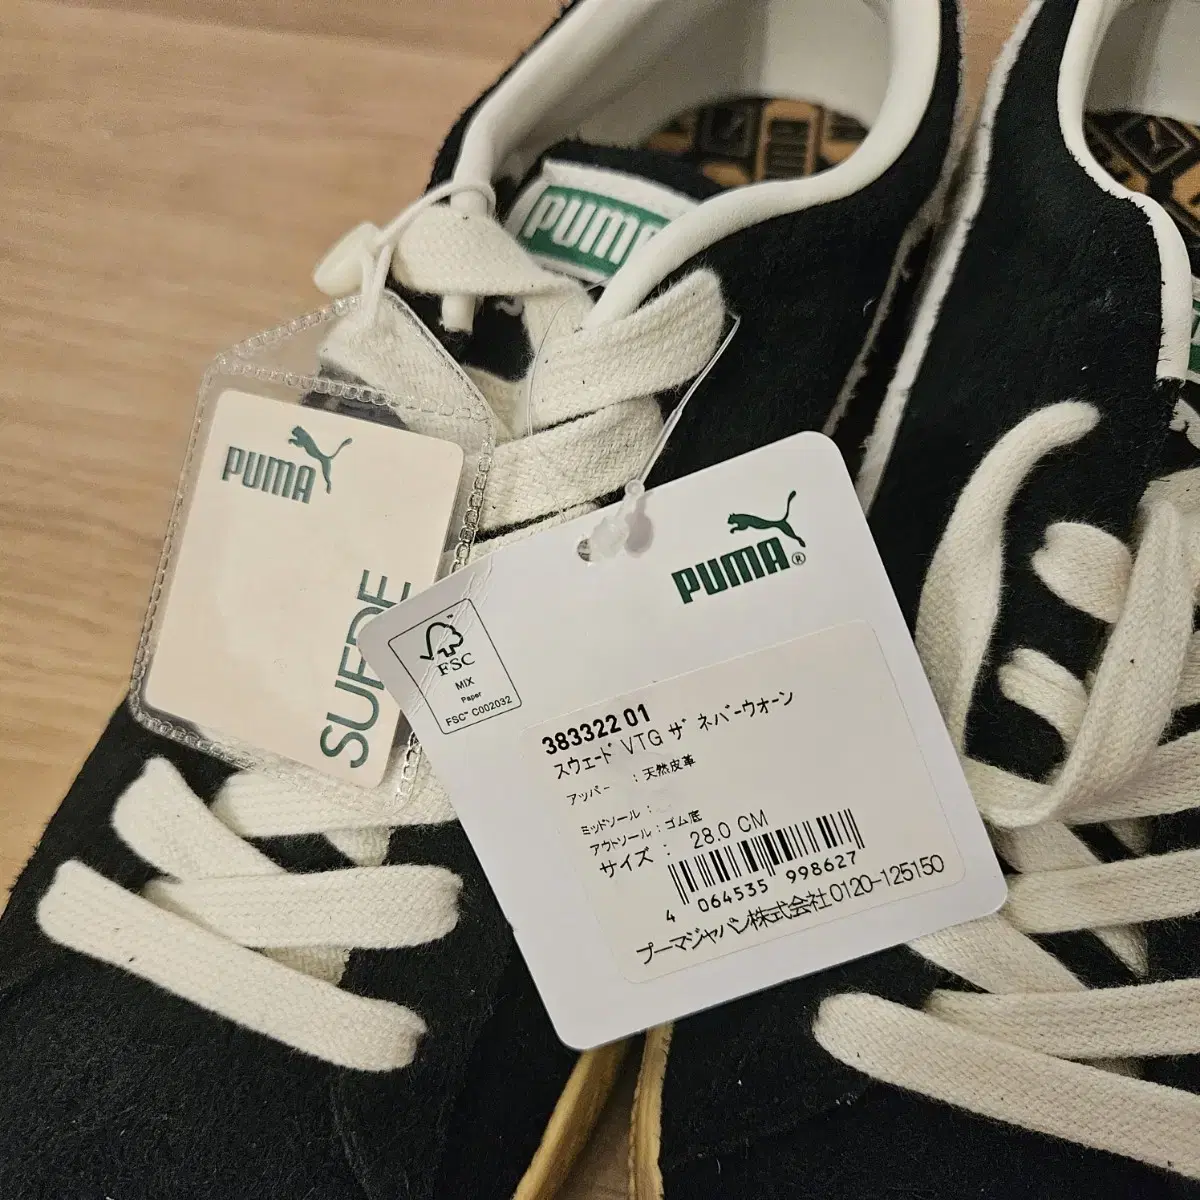 PUMA
PUMA
SUEDE
PUMA®
FSC
MIX
Paper
FSC™ C002032
383322 01
スウェード VTG ザ ネバーウォーン
アッパー : 天然皮革
ミッドソール :
アウトソール : ゴム底
サイズ : 28.0 CM
4 064535 998627
プーマジャパン株式会社 0120-125150